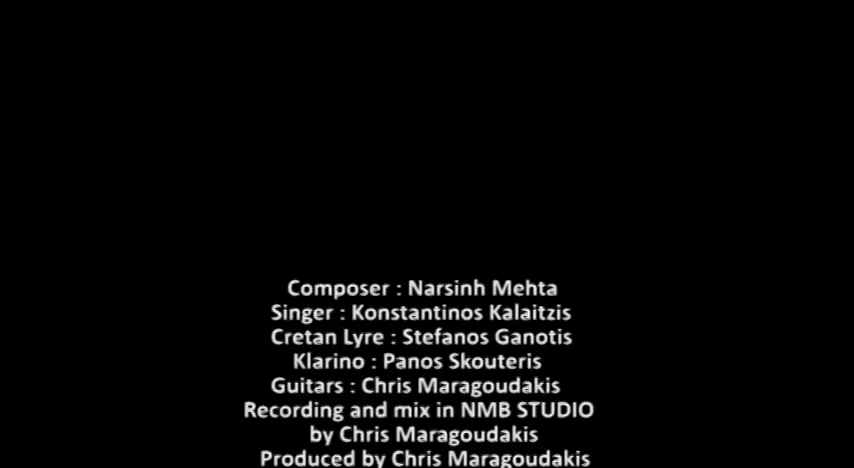 Composer : Narsinh Mehta
Singer : Konstantinos Kalaitzis
Cretan Lyre : Stefanos Ganotis
Klarino : Panos Skouteris
Guitars : Chris Maragoudakis
Recording and mix in NMB STUDIO
by Chris Maragoudakis
Produced by Chris Maragoudakis